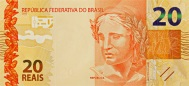 REPÚBLICA FEDERATIVA DO BRASIL
20
20
REAIS